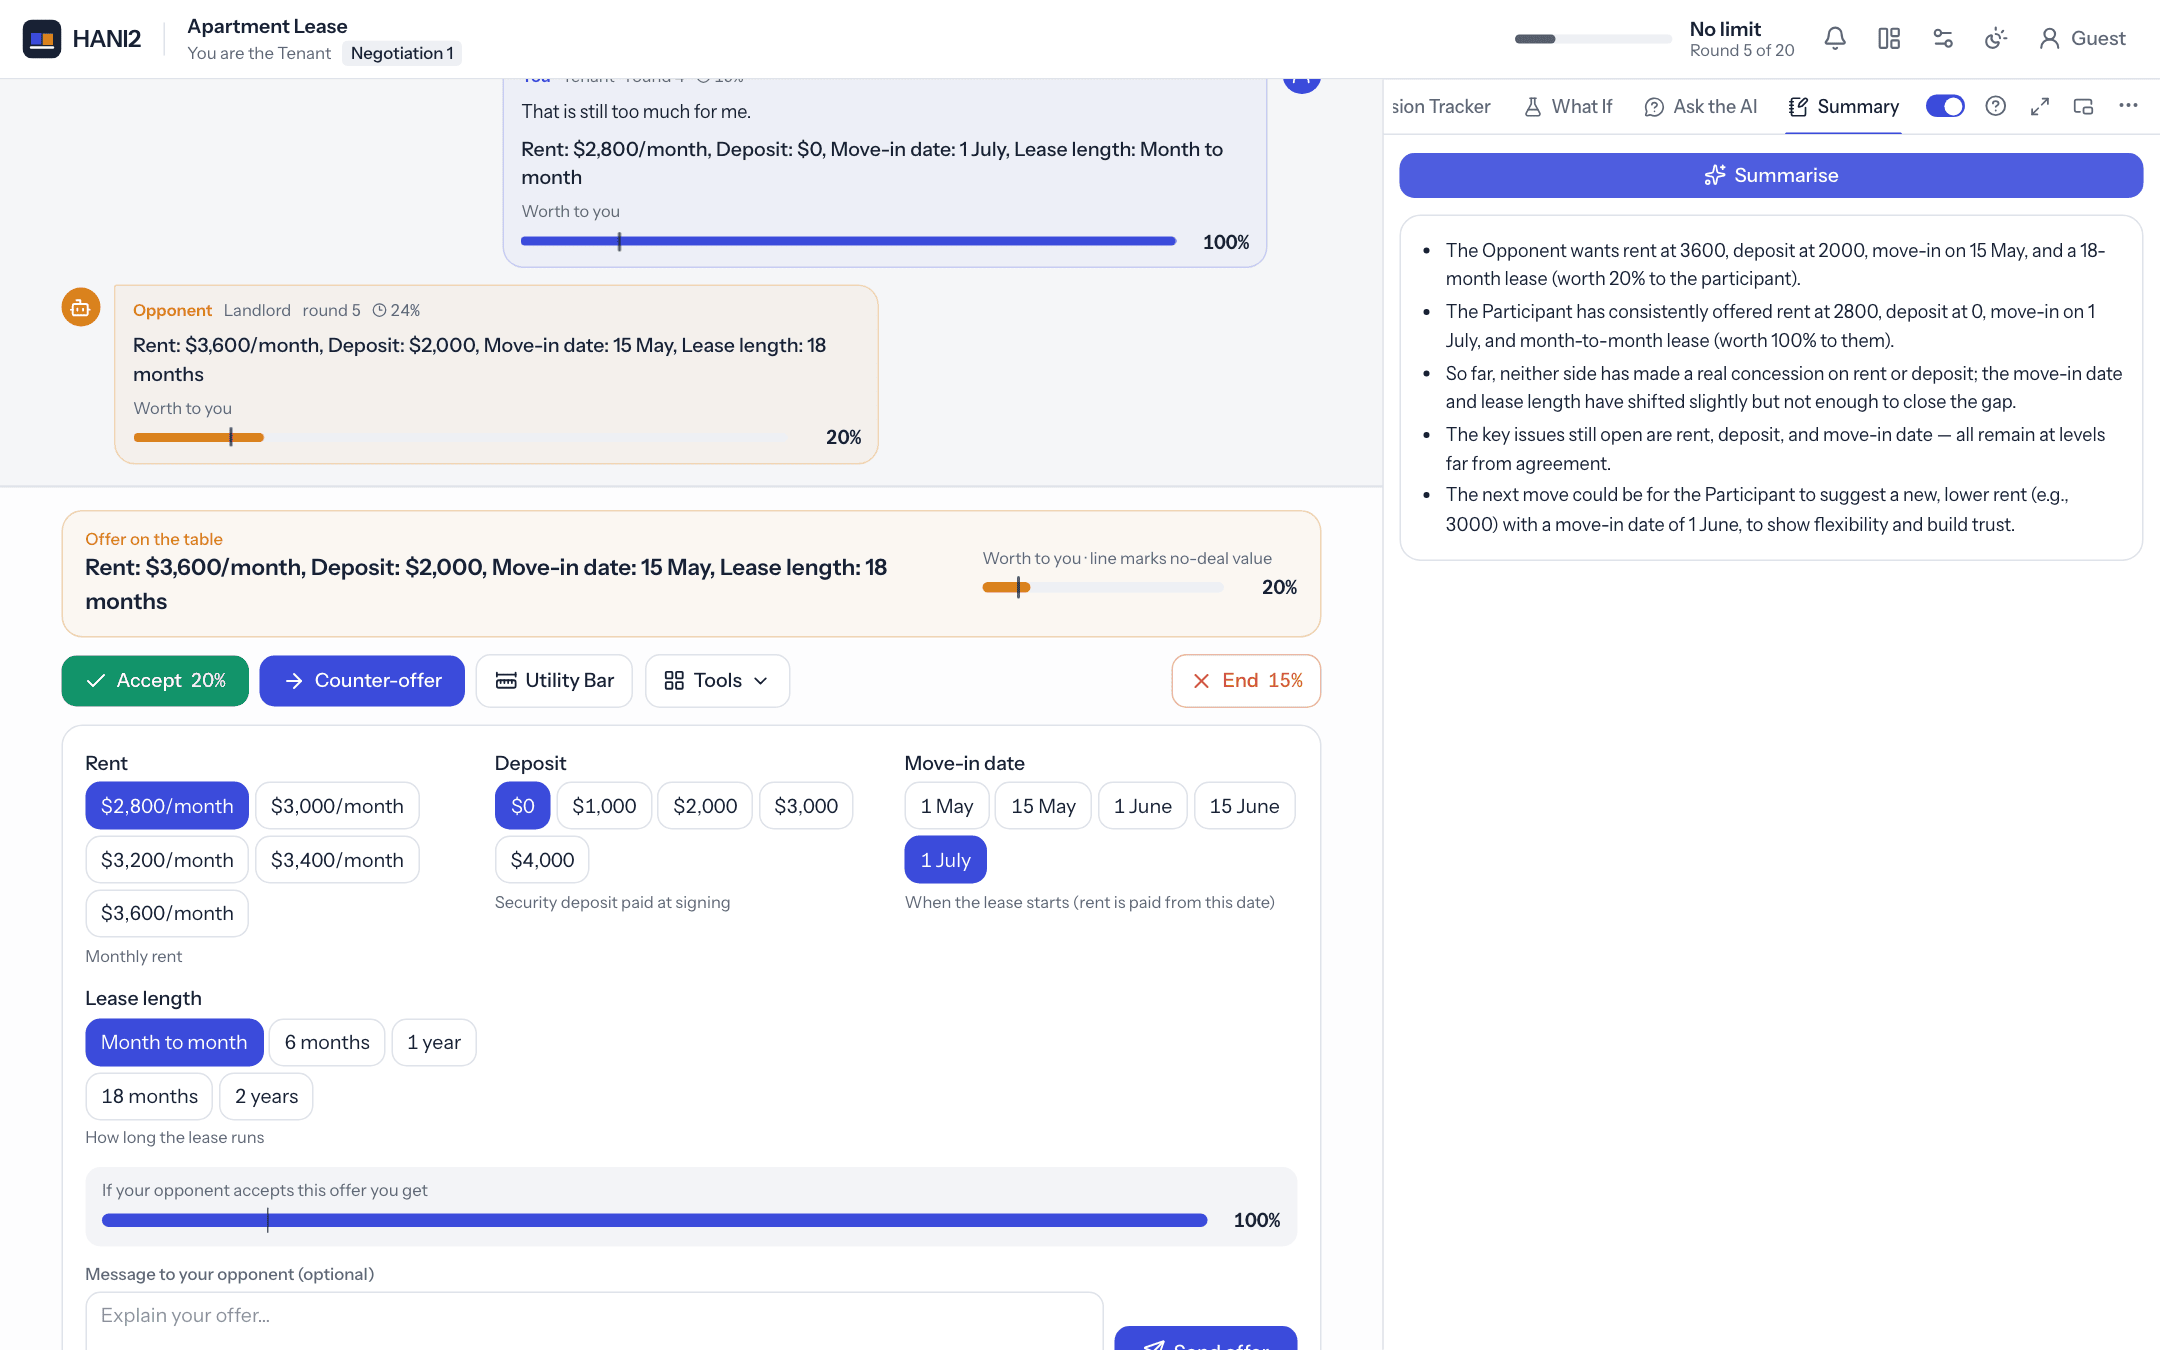 HANI2
Apartment Lease
You are the Tenant Negotiation 1
No limit
Round 5 of 20
Guest
You Tenant round 4 15%
That is still too much for me.
Rent: $2,800/month, Deposit: $0, Move-in date: 1 July, Lease length: Month to
month
Worth to you
100%
Opponent Landlord round 5 24%
Rent: $3,600/month, Deposit: $2,000, Move-in date: 15 May, Lease length: 18
months
Worth to you
20%
Offer on the table
Rent: $3,600/month, Deposit: $2,000, Move-in date: 15 May, Lease length: 18
months
Worth to you · line marks no-deal value
20%
Accept 20%
Counter-offer
Utility Bar
Tools
End 15%
Rent
$2,800/month $3,000/month
$3,200/month $3,400/month
$3,600/month
Monthly rent
Deposit
$0 $1,000 $2,000 $3,000
$4,000
Security deposit paid at signing
Move-in date
1 May 15 May 1 June 15 June
1 July
When the lease starts (rent is paid from this date)
Lease length
Month to month 6 months 1 year
18 months 2 years
How long the lease runs
If your opponent accepts this offer you get
100%
Message to your opponent (optional)
Explain your offer...
Send offer
sion Tracker What If Ask the AI Summary
Summarise
• The Opponent wants rent at 3600, deposit at 2000, move-in on 15 May, and a 18-
month lease (worth 20% to the participant).
• The Participant has consistently offered rent at 2800, deposit at 0, move-in on 1
July, and month-to-month lease (worth 100% to them).
• So far, neither side has made a real concession on rent or deposit; the move-in date
and lease length have shifted slightly but not enough to close the gap.
• The key issues still open are rent, deposit, and move-in date — all remain at levels
far from agreement.
• The next move could be for the Participant to suggest a new, lower rent (e.g.,
3000) with a move-in date of 1 June, to show flexibility and build trust.